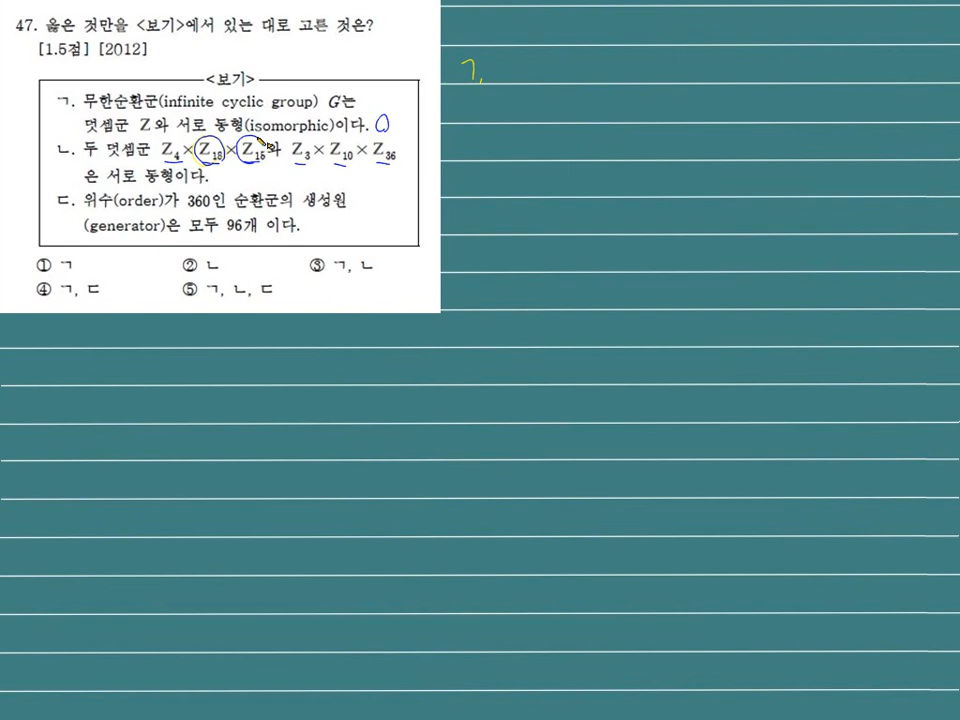 47. 옳은 것만을 <보기>에서 있는 대로 고른 것은?
[1.5점] [2012]
<보기>
ㄱ. 무한순환군(infinite cyclic group) G는
덧셈군 Z와 서로 동형(isomorphic)이다.
ㄴ. 두 덧셈군 Z4×Z18×Z15와 Z3×Z10×Z36
은 서로 동형이다.
ㄷ. 위수(order)가 360인 순환군의 생성원
(generator)은 모두 96개 이다.
① ㄱ ② ㄴ ③ ㄱ, ㄴ
④ ㄱ, ㄷ ⑤ ㄱ, ㄴ, ㄷ
ㄱ.